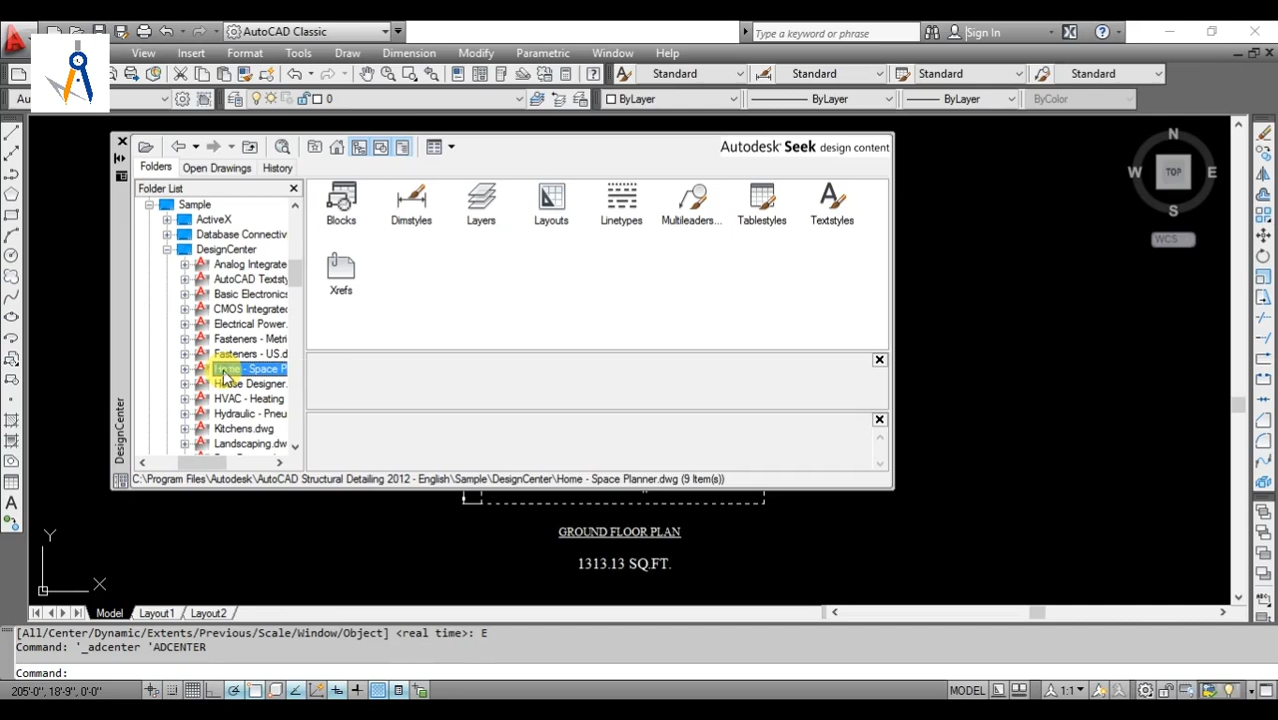 AutoCAD Classic
Type a keyword or phrase
Sign In
View Insert Format Tools Draw Dimension Modify Parametric Window Help
Standard Standard Standard Standard
Au 0 ByLayer ByLayer ByLayer ByColor
N
W TOP E
S
WCS
Autodesk® Seek design content
Folders Open Drawings History
Folder List
Sample
ActiveX
Database Connectiv
DesignCenter
Analog Integrate
AutoCAD Textsty
Basic Electronics
CMOS Integrated
Electrical Power.
Fasteners - Metri
Fasteners - US.d
Home - Space P
House Designer.
HVAC - Heating
Hydraulic - Pneu
Kitchens.dwg
Landscaping.dw
Blocks Dimstyles Layers Layouts Linetypes Multileaders... Tablestyles Textstyles
Xrefs
DesignCenter
C:\Program Files\Autodesk\AutoCAD Structural Detailing 2012 - English\Sample\DesignCenter\Home - Space Planner.dwg (9 Item(s))
GROUND FLOOR PLAN
1313.13 SQ.FT.
Y
X
Model Layout1 Layout2
[All/Center/Dynamic/Extents/Previous/Scale/Window/Object] <real time>: E
Command: '_adcenter 'ADCENTER
Command:
205'-0", 18'-9", 0'-0" MODEL 1:1